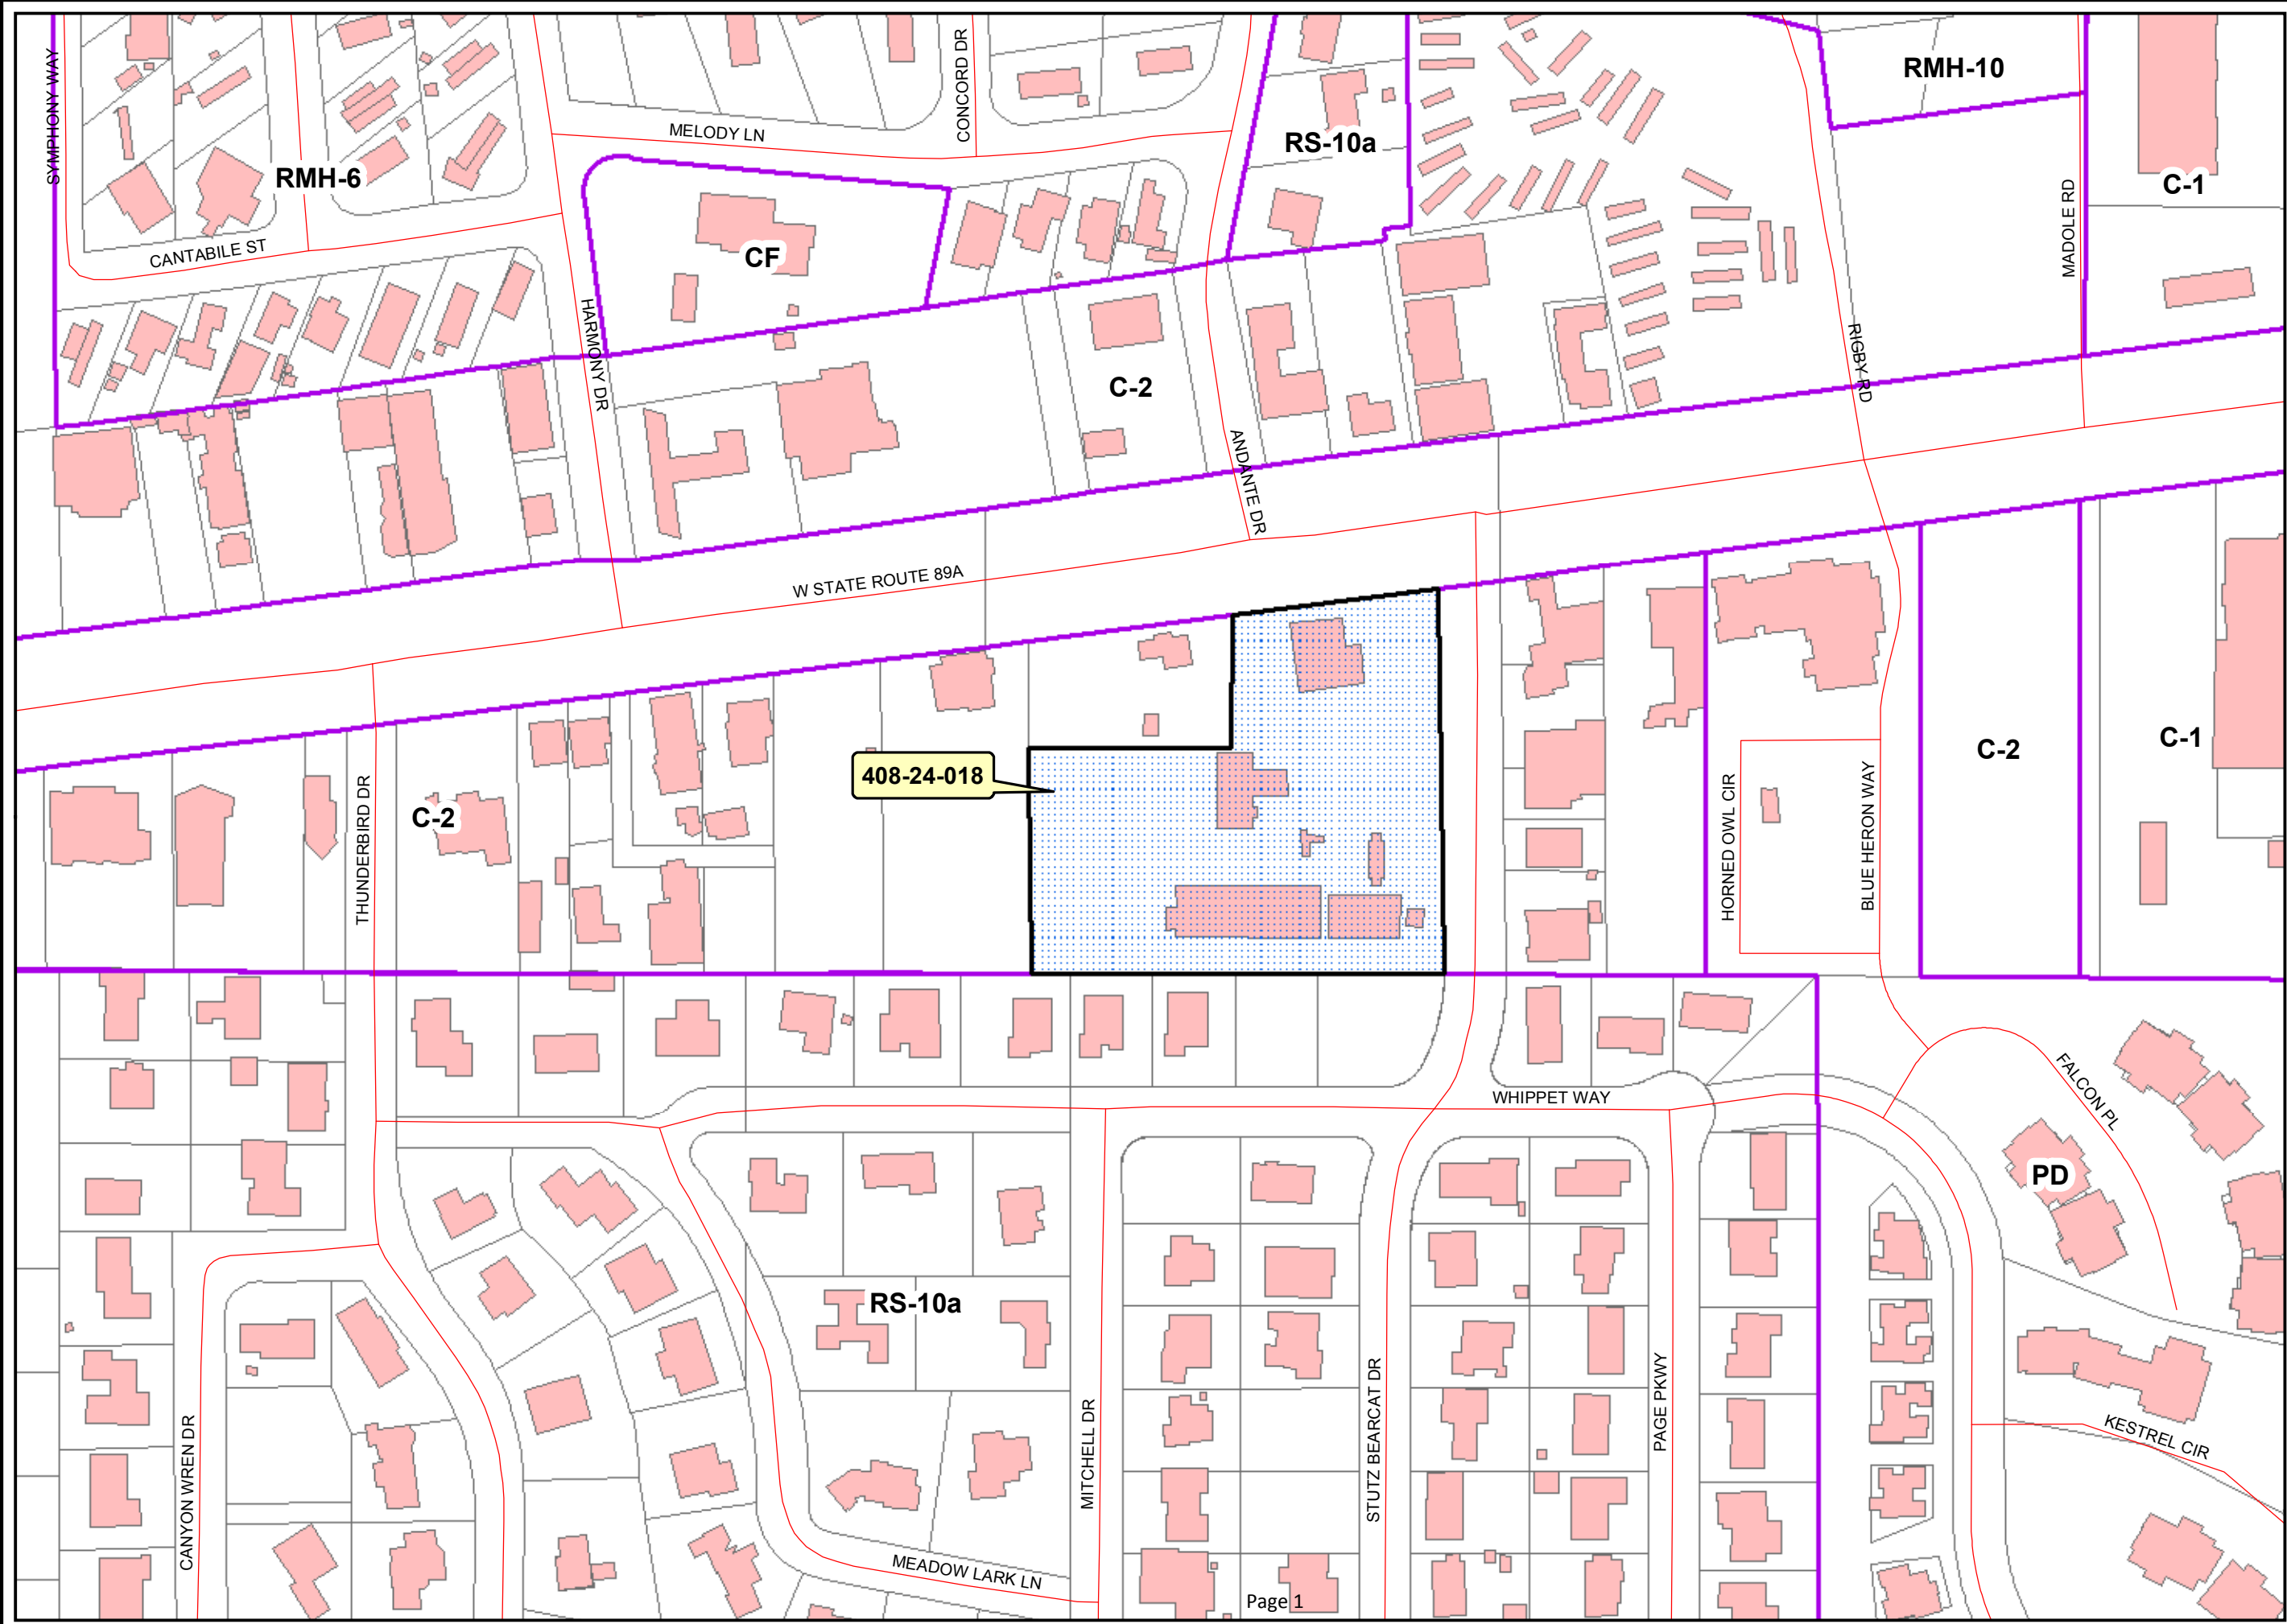 SYMPHONY WAY
CONCORD DR
RMH-10
MELODY LN
RS-10a
RMH-6
C-1
MADOLE RD
CANTABILE ST
CF
HARMONY DR
RIGBY RD
C-2
ANDANTE DR
W STATE ROUTE 89A
408-24-018
C-2
C-1
THUNDERBIRD DR
C-2
HORNED OWL CIR
BLUE HERON WAY
WHIPPET WAY
FALCON PL
PD
RS-10a
CANYON WREN DR
MITCHELL DR
STUTZ BEARCAT DR
PAGE PKWY
KESTREL CIR
MEADOW LARK LN
Page 1